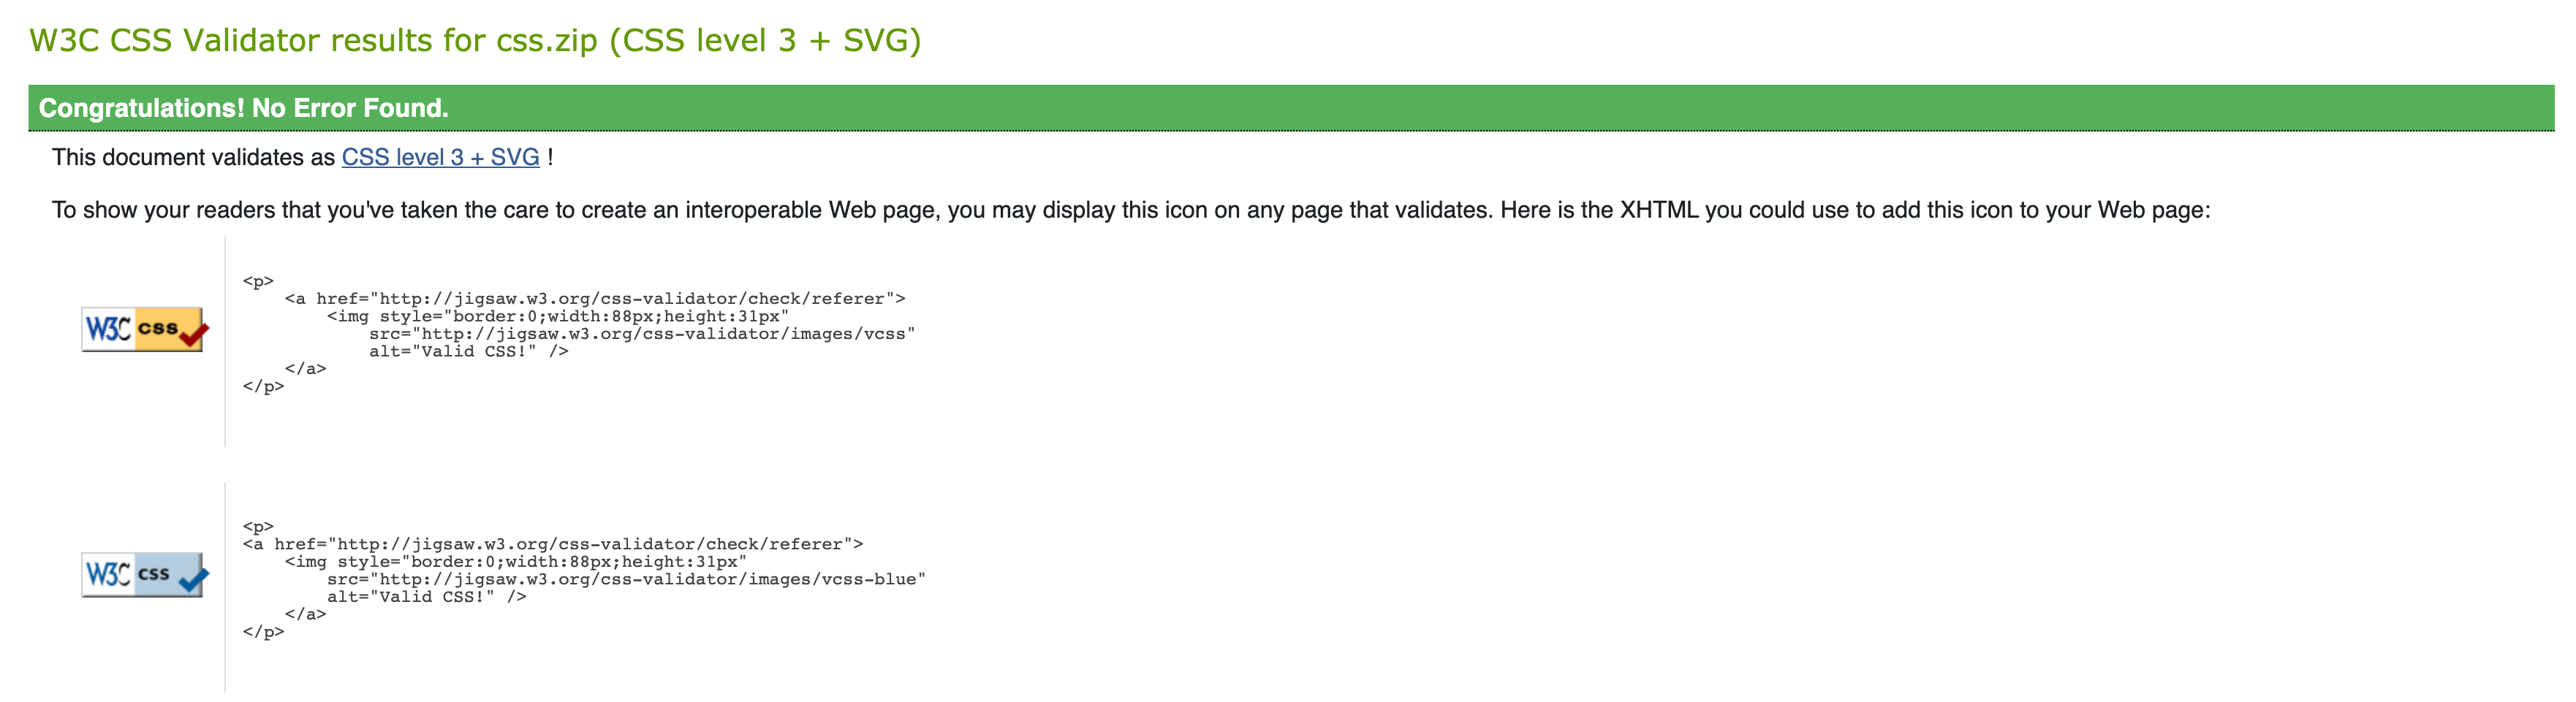 W3C CSS Validator results for css.zip (CSS level 3 + SVG)
Congratulations! No Error Found.
This document validates as CSS level 3 + SVG !
To show your readers that you've taken the care to create an interoperable Web page, you may display this icon on any page that validates. Here is the XHTML you could use to add this icon to your Web page:
W3C css
<p>
    <a href="http://jigsaw.w3.org/css-validator/check/referer">
        <img style="border:0;width:88px;height:31px"
            src="http://jigsaw.w3.org/css-validator/images/vcss"
            alt="Valid CSS!" />
    </a>
</p>
W3C css
<p>
<a href="http://jigsaw.w3.org/css-validator/check/referer">
    <img style="border:0;width:88px;height:31px"
        src="http://jigsaw.w3.org/css-validator/images/vcss-blue"
        alt="Valid CSS!" />
    </a>
</p>